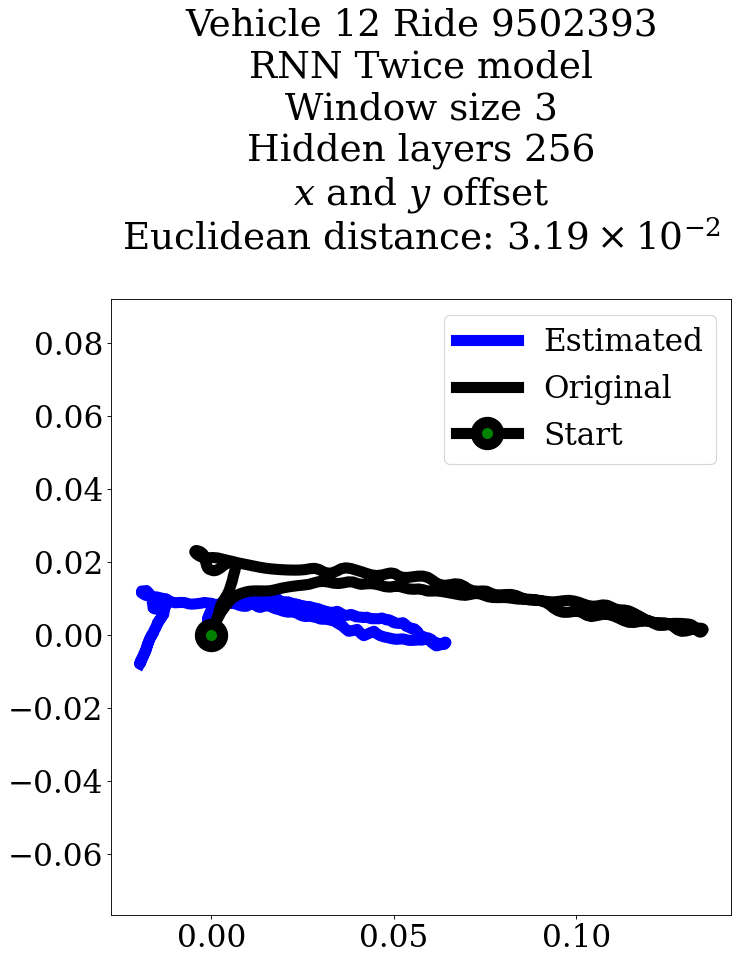 Vehicle 12 Ride 9502393
RNN Twice model
Window size 3
Hidden layers 256
x and y offset
Euclidean distance: 3.19 × 10⁻²
Estimated
Original
Start
0.08
0.06
0.04
0.02
0.00
−0.02
−0.04
−0.06
0.00 0.05 0.10